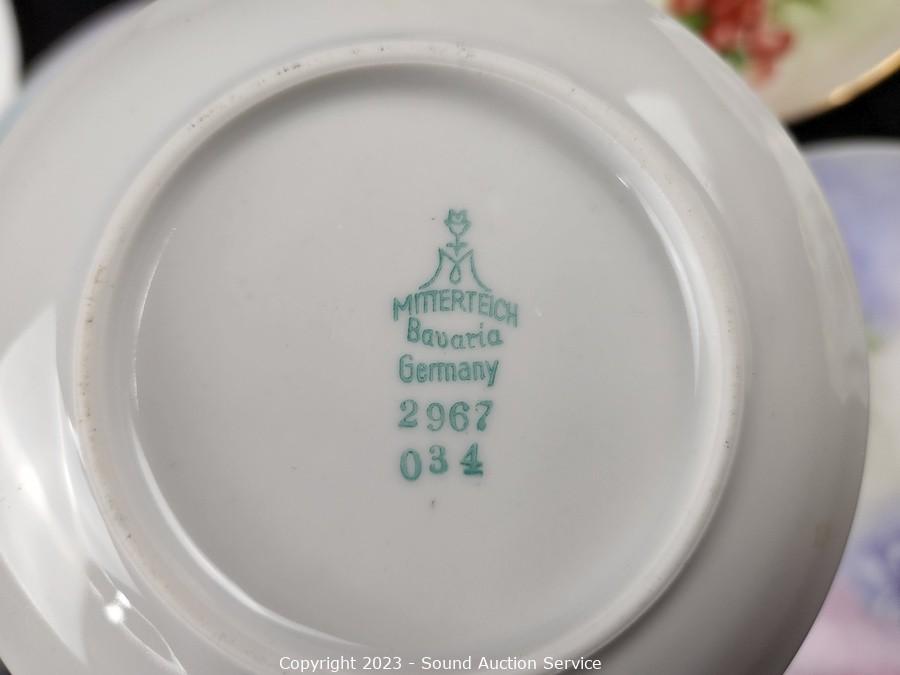 MITTERTEICH
Bavaria
Germany
2967
034
Copyright 2023 - Sound Auction Service